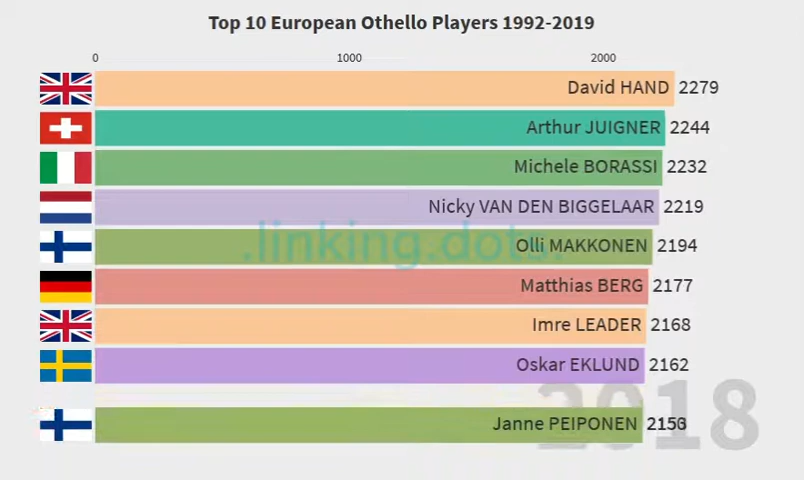 Top 10 European Othello Players 1992-2019
0 1000 2000
David HAND 2279
Arthur JUIGNER 2244
Michele BORASSI 2232
Nicky VAN DEN BIGGELAAR 2219
Olli MAKKONEN 2194
.linking.dots.
Matthias BERG 2177
Imre LEADER 2168
Oskar EKLUND 2162
2018
Janne PEIPONEN